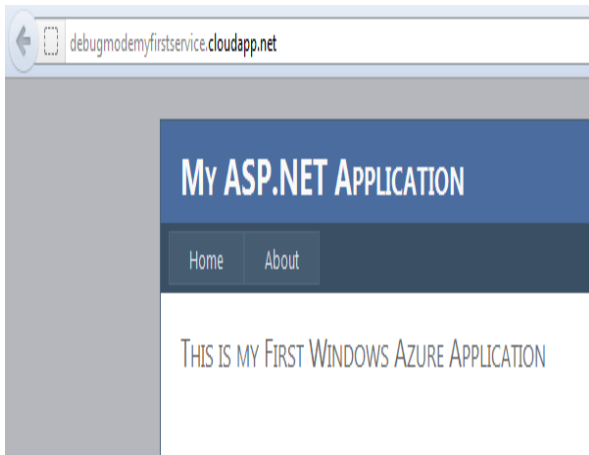 debugmodemyfirstservice.cloudapp.net
My ASP.NET Application
Home About
This is my First Windows Azure Application